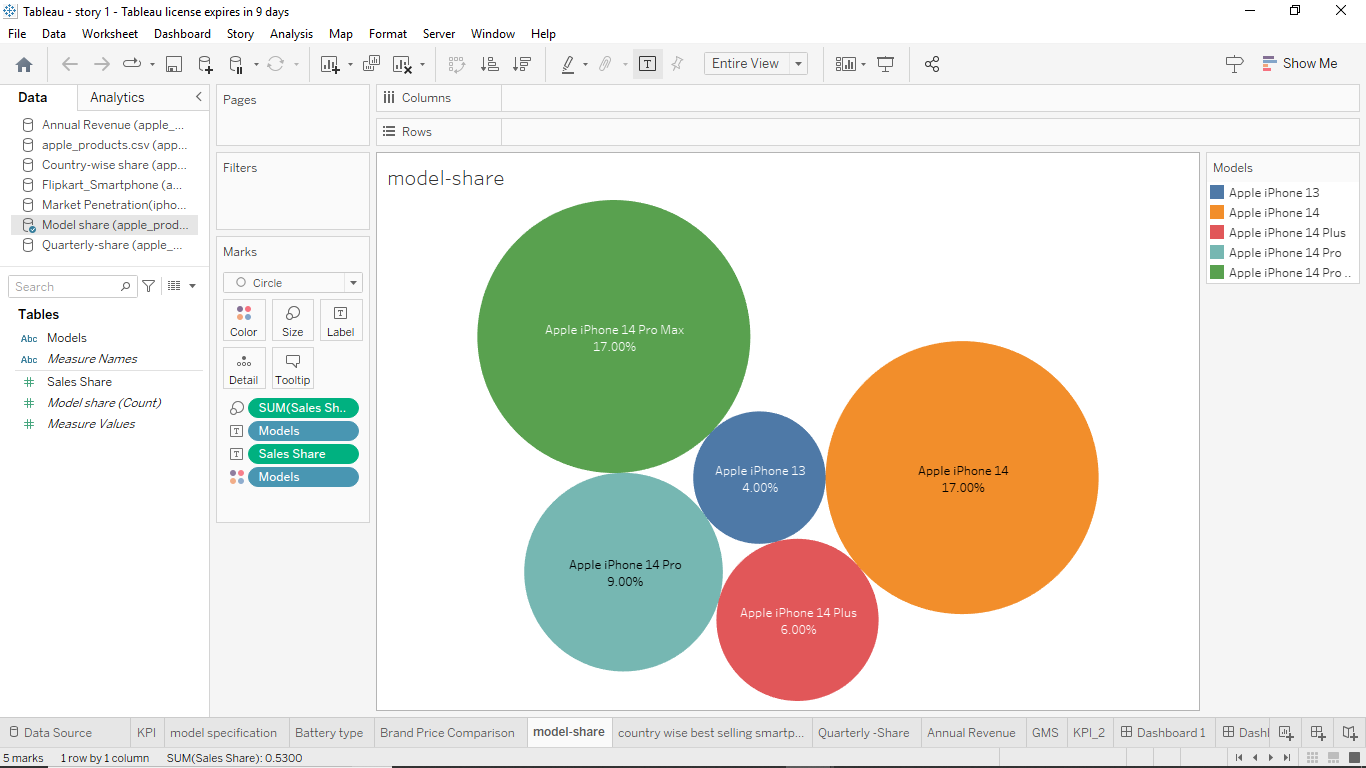 Tableau - story 1 - Tableau license expires in 9 days
File Data Worksheet Dashboard Story Analysis Map Format Server Window Help
Entire View
Show Me
Data Analytics
Annual Revenue (apple_...
apple_products.csv (app...
Country-wise share (app...
Flipkart_Smartphone (a...
Market Penetration(ipho...
Model share (apple_prod...
Quarterly-share (apple_...
Search
Tables
Abc Models
Abc Measure Names
# Sales Share
# Model share (Count)
# Measure Values
Pages
Filters
Marks
Circle
Color Size T Label
Detail Tooltip
SUM(Sales Sh..
T Models
T Sales Share
Models
Columns
Rows
model-share
Apple iPhone 14 Pro Max
17.00%
Apple iPhone 13
4.00%
Apple iPhone 14
17.00%
Apple iPhone 14 Pro
9.00%
Apple iPhone 14 Plus
6.00%
Models
Apple iPhone 13
Apple iPhone 14
Apple iPhone 14 Plus
Apple iPhone 14 Pro
Apple iPhone 14 Pro ..
Data Source KPI model specification Battery type Brand Price Comparison model-share country wise best selling smartp... Quarterly -Share Annual Revenue GMS KPI_2 Dashboard 1 Dashl
5 marks 1 row by 1 column SUM(Sales Share): 0.5300